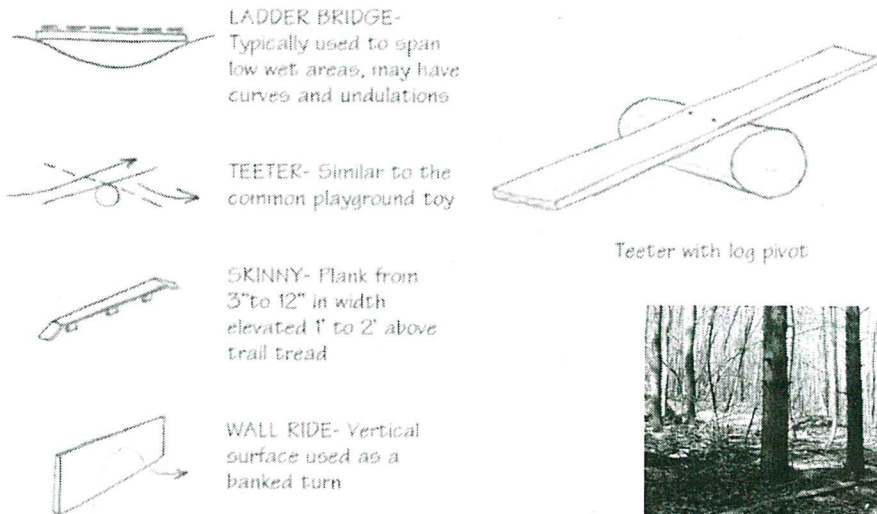 LADDER BRIDGE-
Typically used to span
low wet areas, may have
curves and undulations
TEETER- Similar to the
common playground toy
Teeter with log pivot
SKINNY- Plank from
3"to 12" in width
elevated 1' to 2' above
trail tread
WALL RIDE- Vertical
surface used as a
banked turn